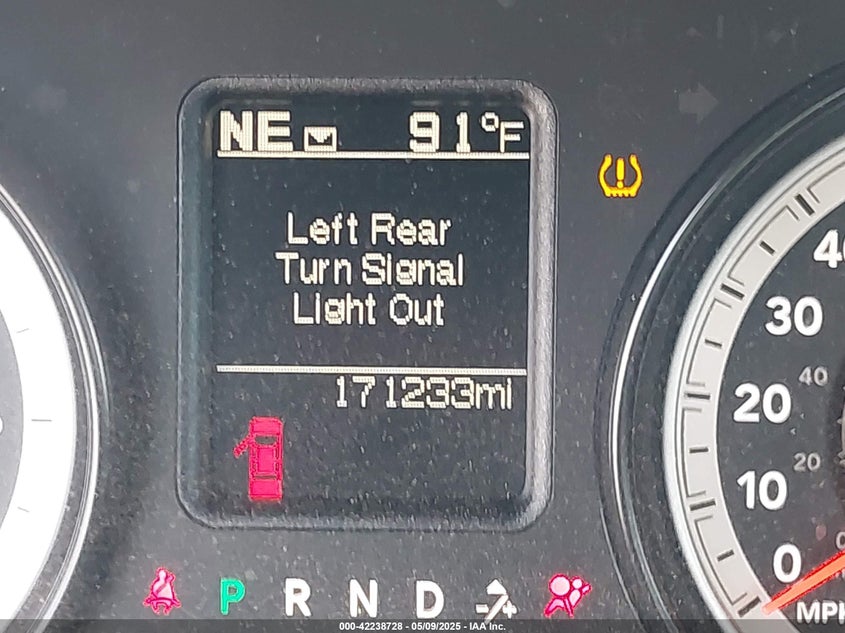 NE 91°F
Left Rear
Turn Signal
Light Out
171233mi
40
30
40
20
20
10
0
P R N D -/+
MPH
000-42238728 - 05/09/2025 - IAA Inc.